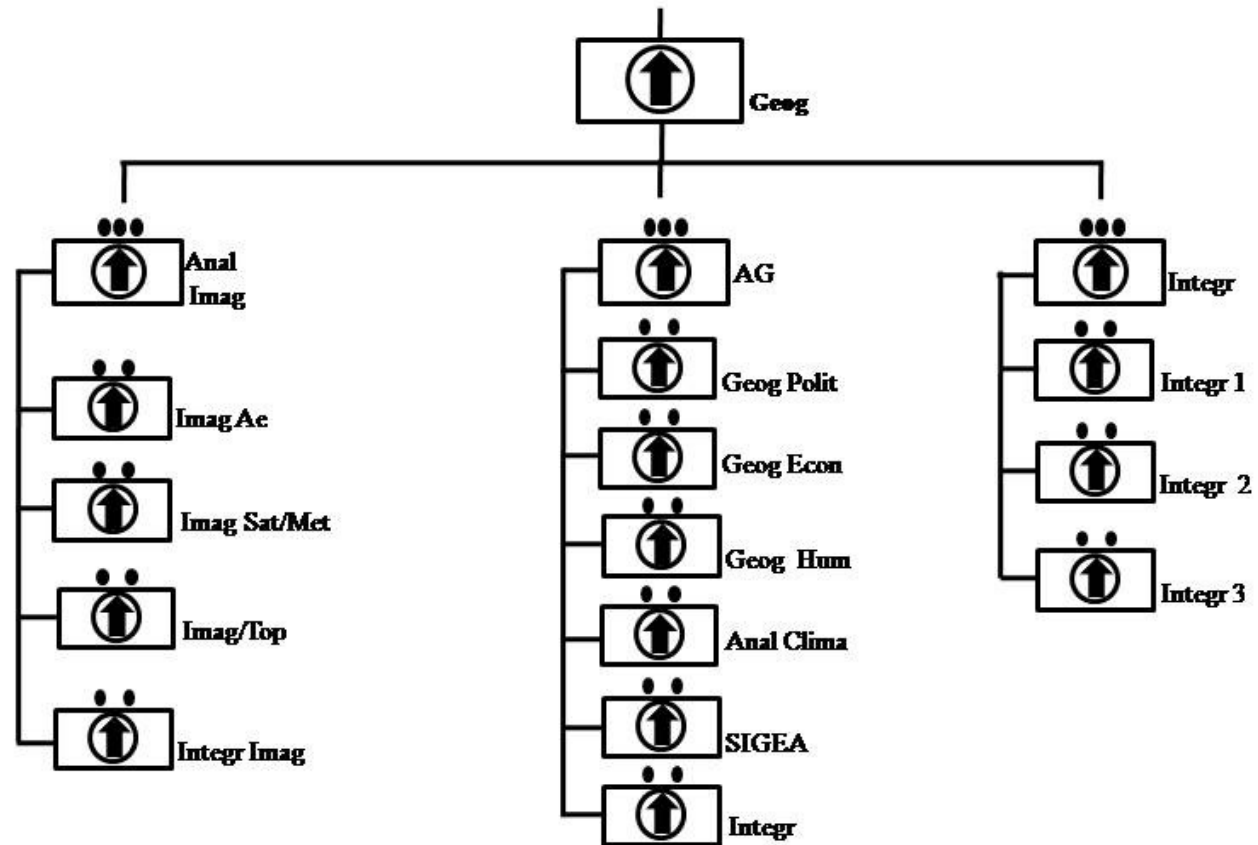 Geog
Anal
Imag
Imag Ae
Imag Sat/Met
Imag/Top
Integr Imag
AG
Geog Polit
Geog Econ
Geog Hum
Anal Clima
SIGEA
Integr
Integr
Integr 1
Integr 2
Integr 3